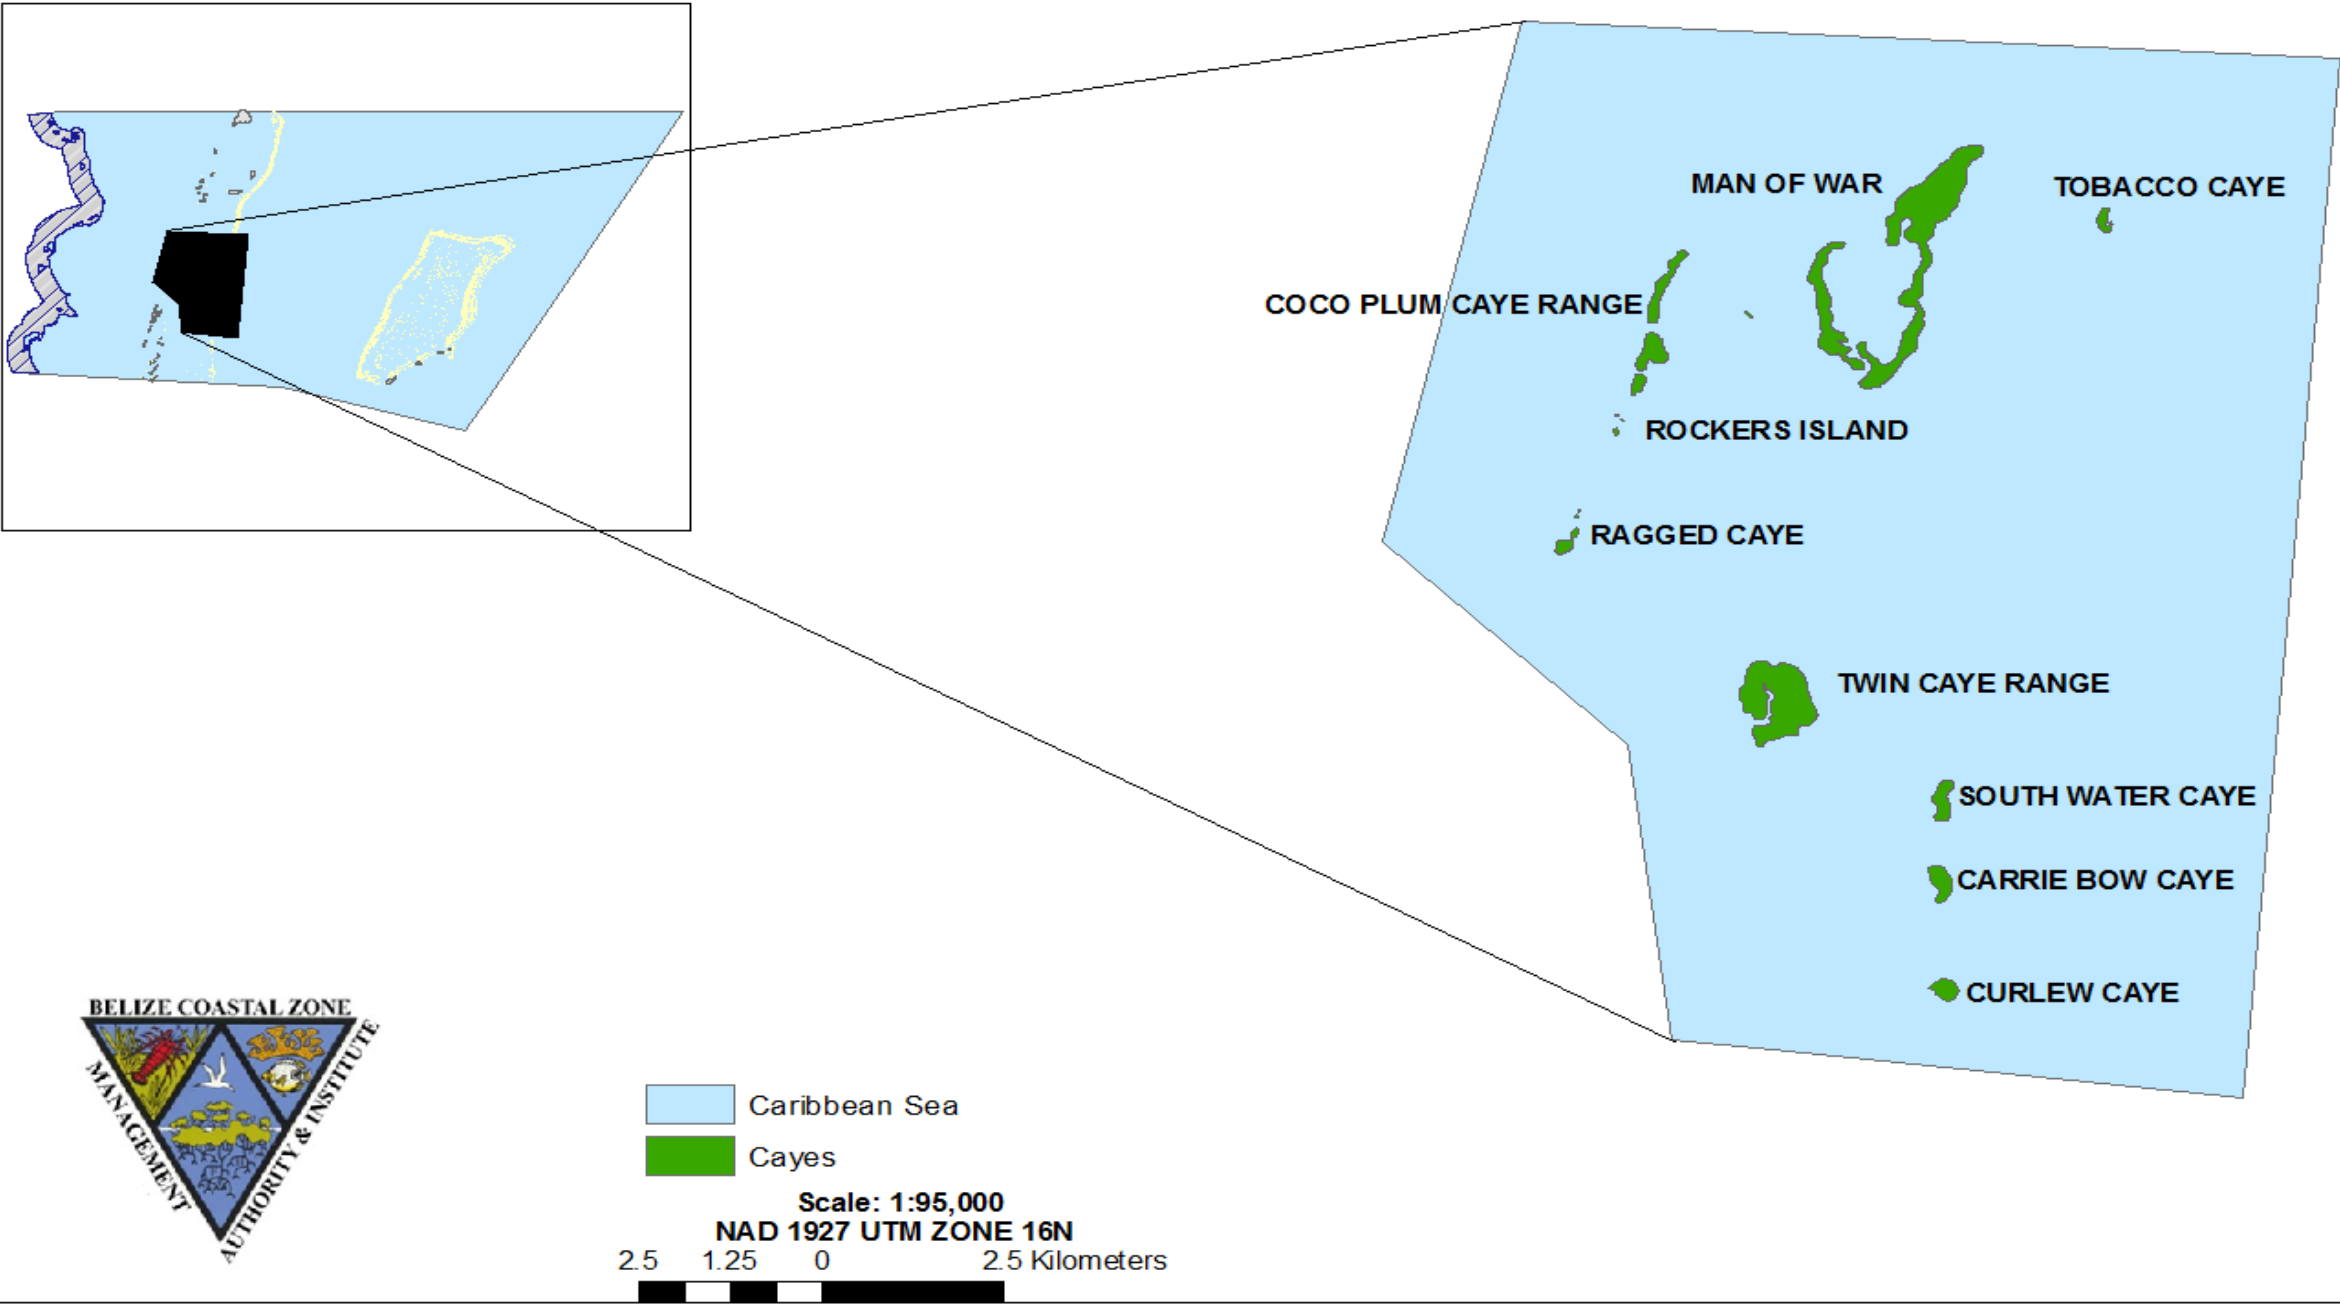 MAN OF WAR
TOBACCO CAYE
COCO PLUM CAYE RANGE
ROCKERS ISLAND
RAGGED CAYE
TWIN CAYE RANGE
SOUTH WATER CAYE
CARRIE BOW CAYE
CURLEW CAYE
BELIZE COASTAL ZONE
MANAGEMENT
AUTHORITY & INSTITUTE
Caribbean Sea
Cayes
Scale: 1:95,000
NAD 1927 UTM ZONE 16N
2.5 1.25 0 2.5 Kilometers